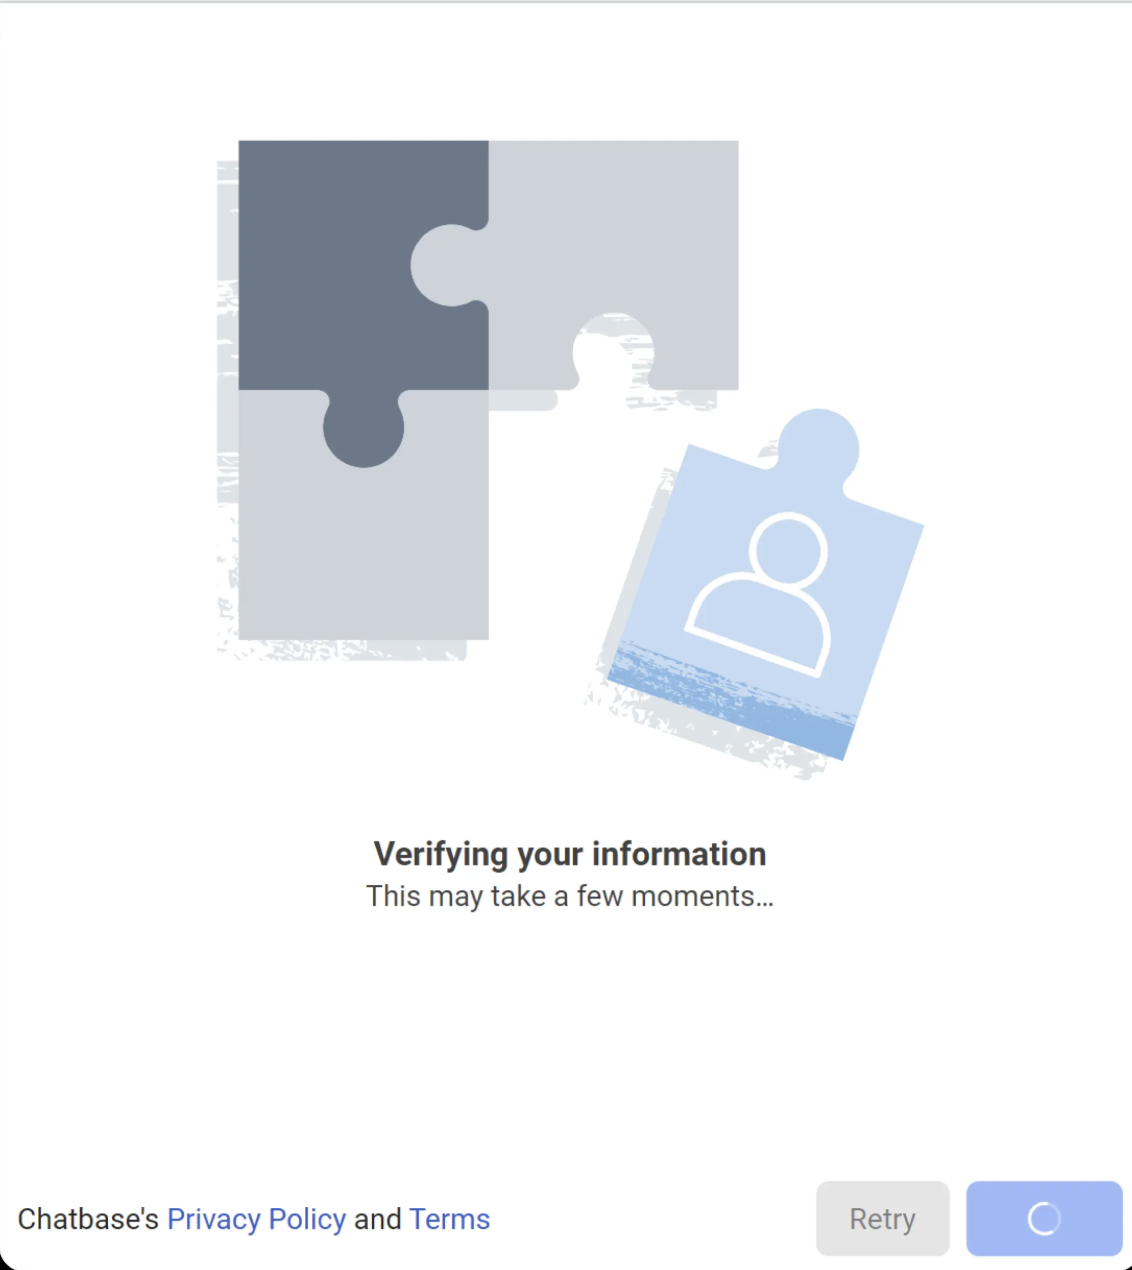 Verifying your information
This may take a few moments...
Chatbase's Privacy Policy and Terms
Retry